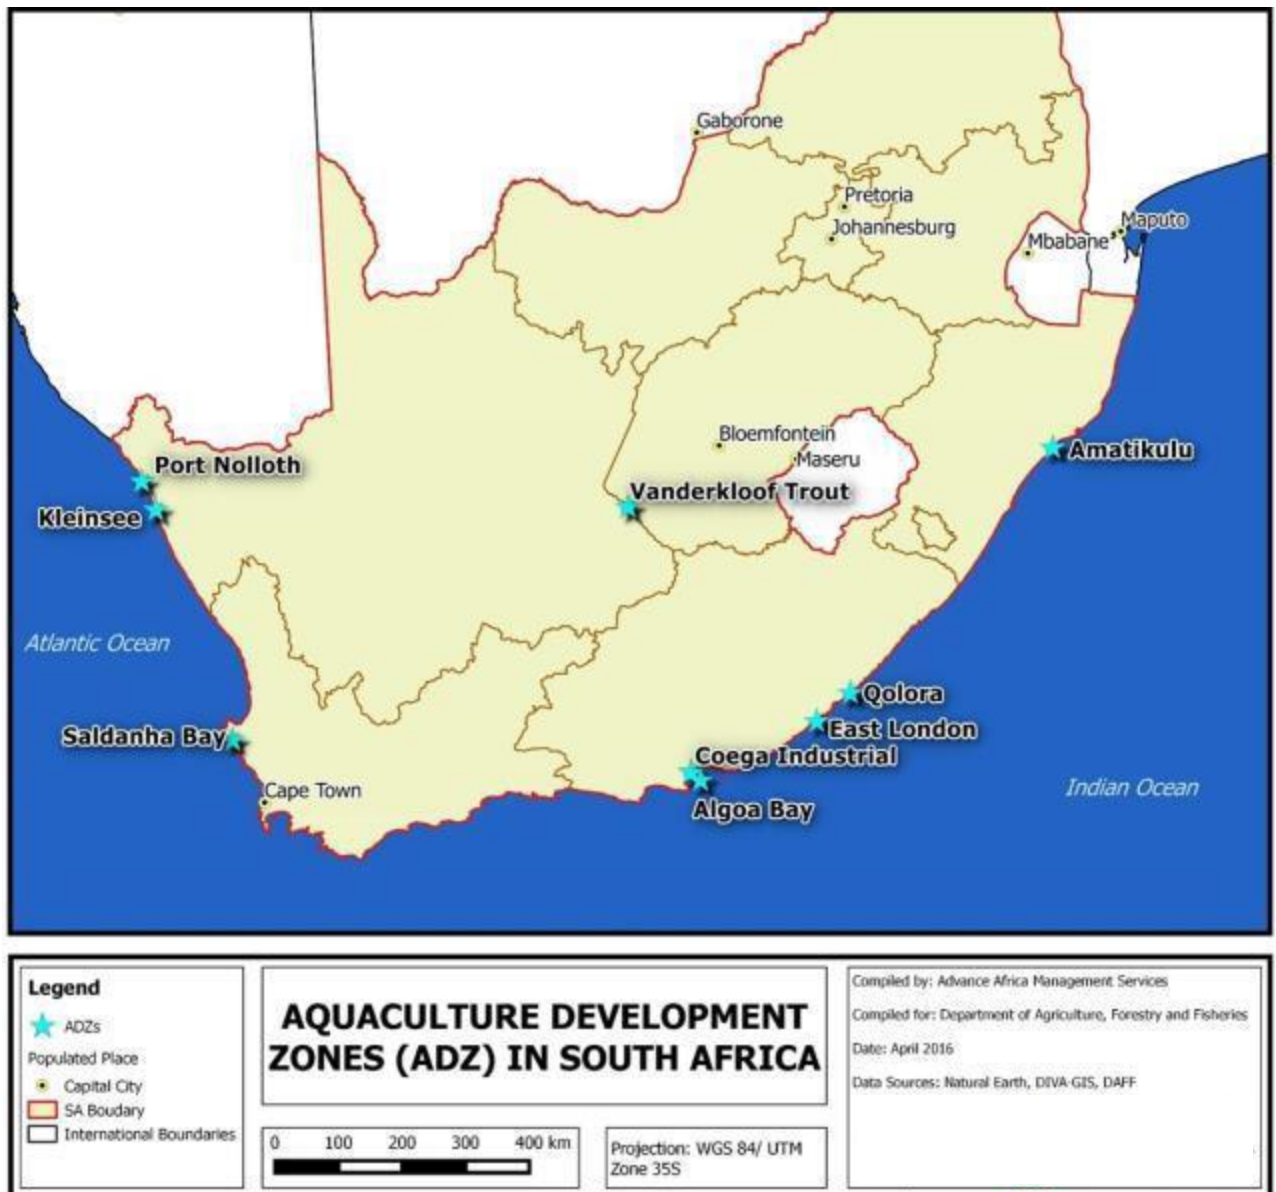 Gaborone
Pretoria
Johannesburg
Maputo
Mbabane
Bloemfontein
Maseru
Amatikulu
Port Nolloth
Vanderkloof Trout
Kleinsee
Atlantic Ocean
Qolora
Saldanha Bay
East London
Coega Industrial
Cape Town
Indian Ocean
Algoa Bay
Legend
ADZs
Populated Place
Capital City
SA Boudary
International Boundaries
AQUACULTURE DEVELOPMENT
ZONES (ADZ) IN SOUTH AFRICA
0 100 200 300 400 km
Projection: WGS 84/ UTM
Zone 35S
Compiled by: Advance Africa Management Services
Compiled for: Department of Agriculture, Forestry and Fisheries
Date: April 2016
Data Sources: Natural Earth, DIVA-GIS, DAFF